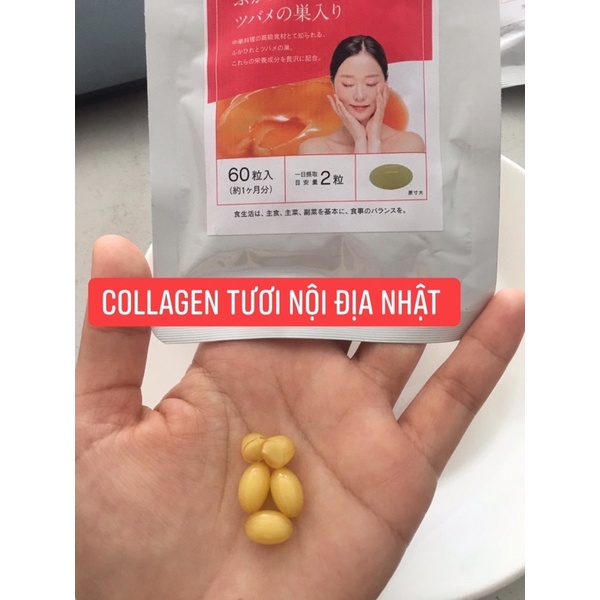 ツバメの巣入り
中華料理の高級食材として知られる、
ふかひれとツバメの巣。
これらの栄養成分を贅沢に配合。
60粒入
(約1ヶ月分)
一日摂取
目安量 2粒
原寸大
食生活は、主食、主菜、副菜を基本に、食事のバランスを。
COLLAGEN TƯƠI NỘI ĐỊA NHẬT